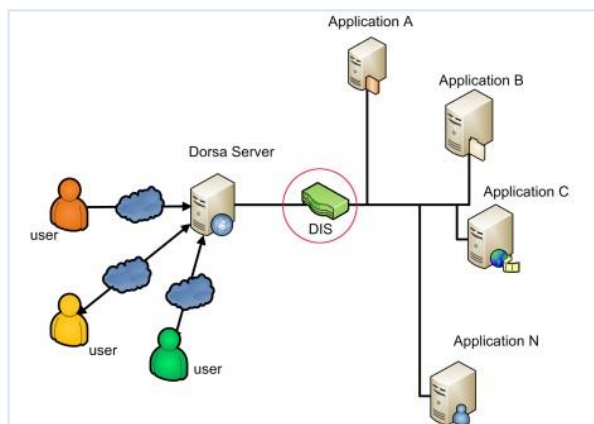 Application A
Application B
Dorsa Server
Application C
DIS
user
user
user
Application N